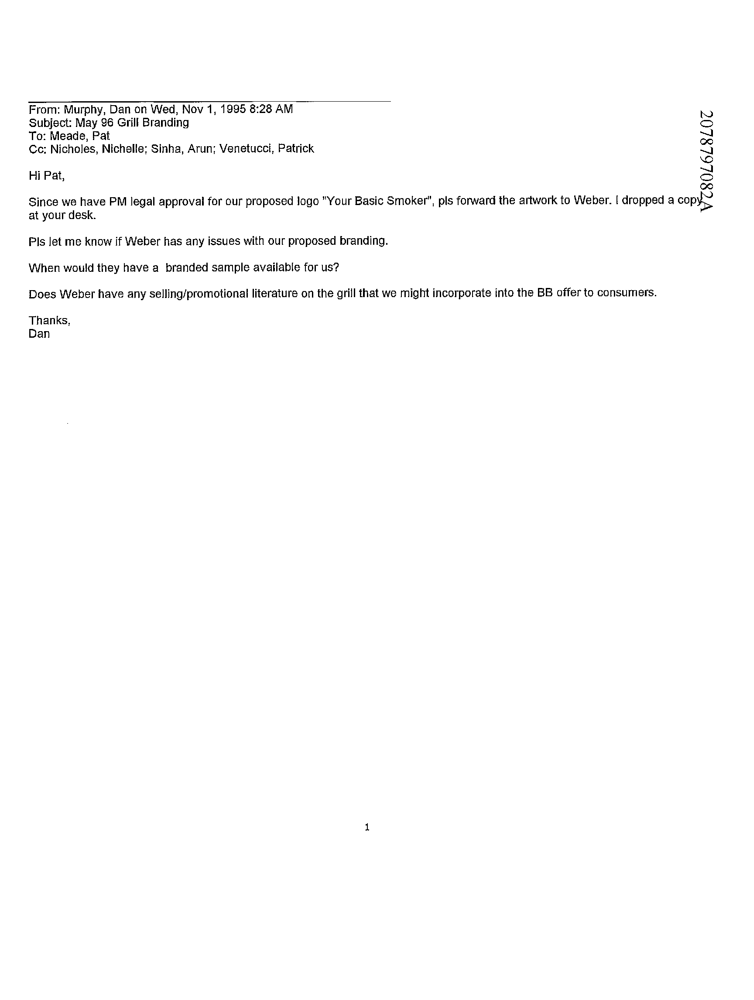 From: Murphy, Dan on Wed, Nov 1, 1995 8:28 AM
Subject: May 96 Grill Branding
To: Meade, Pat
Cc: Nicholes, Nichelle; Sinha, Arun; Venetucci, Patrick
Hi Pat,
Since we have PM legal approval for our proposed logo "Your Basic Smoker", pls forward the artwork to Weber. I dropped a copy
at your desk.
Pls let me know if Weber has any issues with our proposed branding.
When would they have a branded sample available for us?
Does Weber have any selling/promotional literature on the grill that we might incorporate into the BB offer to consumers.
Thanks,
Dan
2078797082A
1